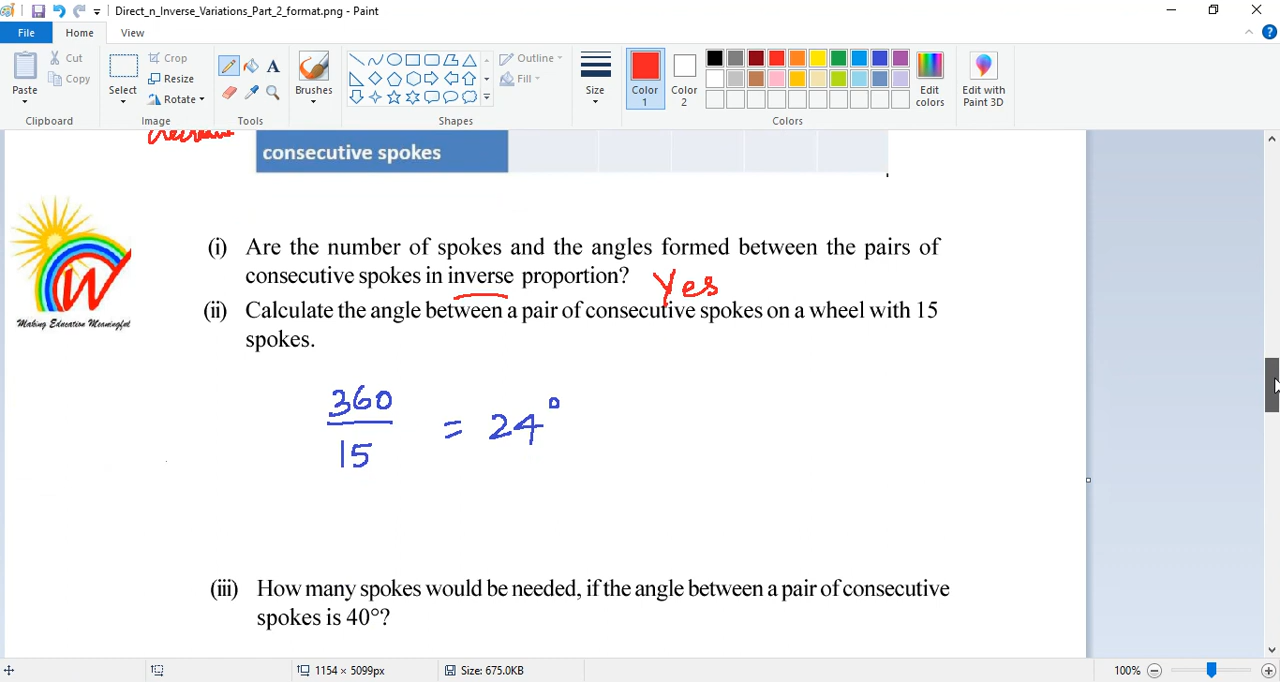 Direct_n_Inverse_Variations_Part_2_format.png - Paint
File Home View
Paste
Cut
Copy
Clipboard
Select
Crop
Resize
Rotate
Image
A
Tools
Brushes
Outline
Fill
Shapes
Size
Color 1
Color 2
Edit colors
Edit with Paint 3D
Colors
consecutive spokes
(i) Are the number of spokes and the angles formed between the pairs of
consecutive spokes in inverse proportion? Yes
(ii) Calculate the angle between a pair of consecutive spokes on a wheel with 15
spokes.
Making Education Meaningful
360
15
= 24°
(iii) How many spokes would be needed, if the angle between a pair of consecutive
spokes is 40°?
1154 × 5099px Size: 675.0KB 100%